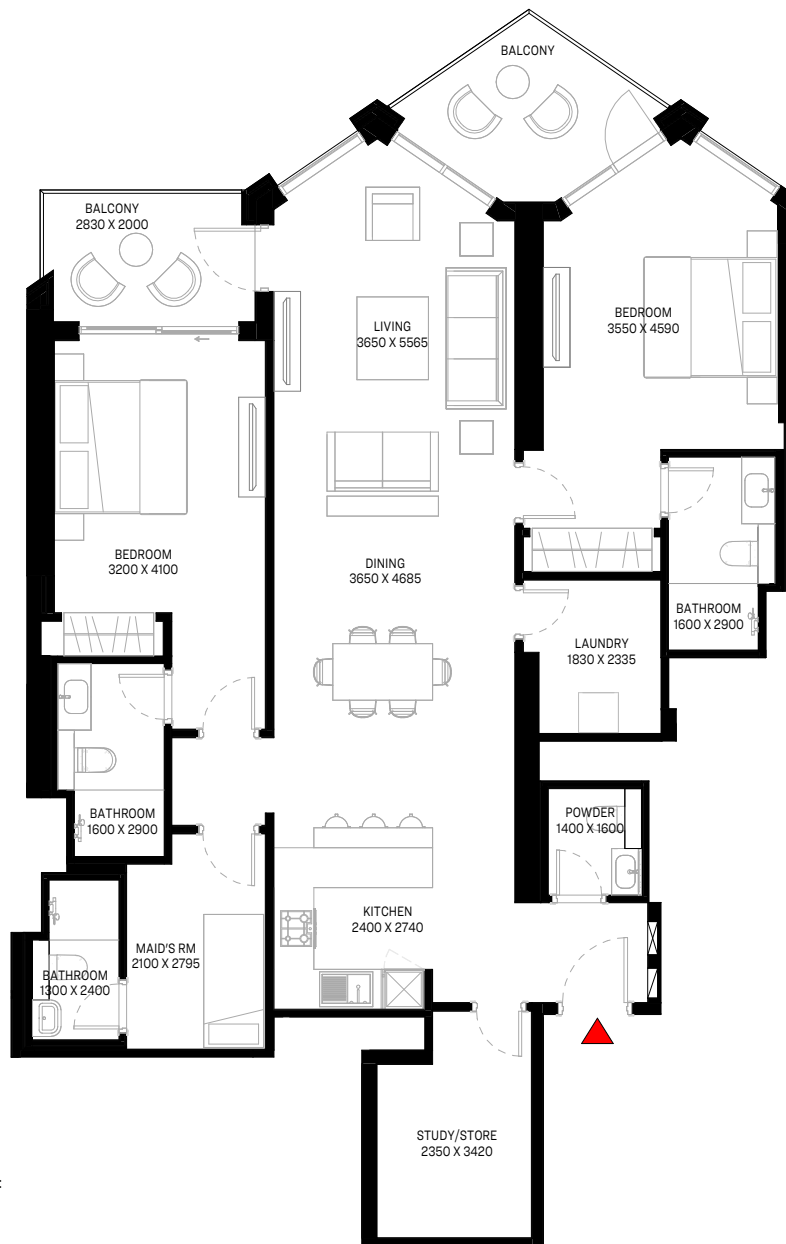 BALCONY
BALCONY
2830 X 2000
LIVING
3650 X 5565
BEDROOM
3550 X 4590
BEDROOM
3200 X 4100
DINING
3650 X 4685
BATHROOM
1600 X 2900
LAUNDRY
1830 X 2335
BATHROOM
1600 X 2900
POWDER
1400 X 1600
KITCHEN
2400 X 2740
MAID'S RM
2100 X 2795
BATHROOM
1300 X 2400
STUDY/STORE
2350 X 3420
: